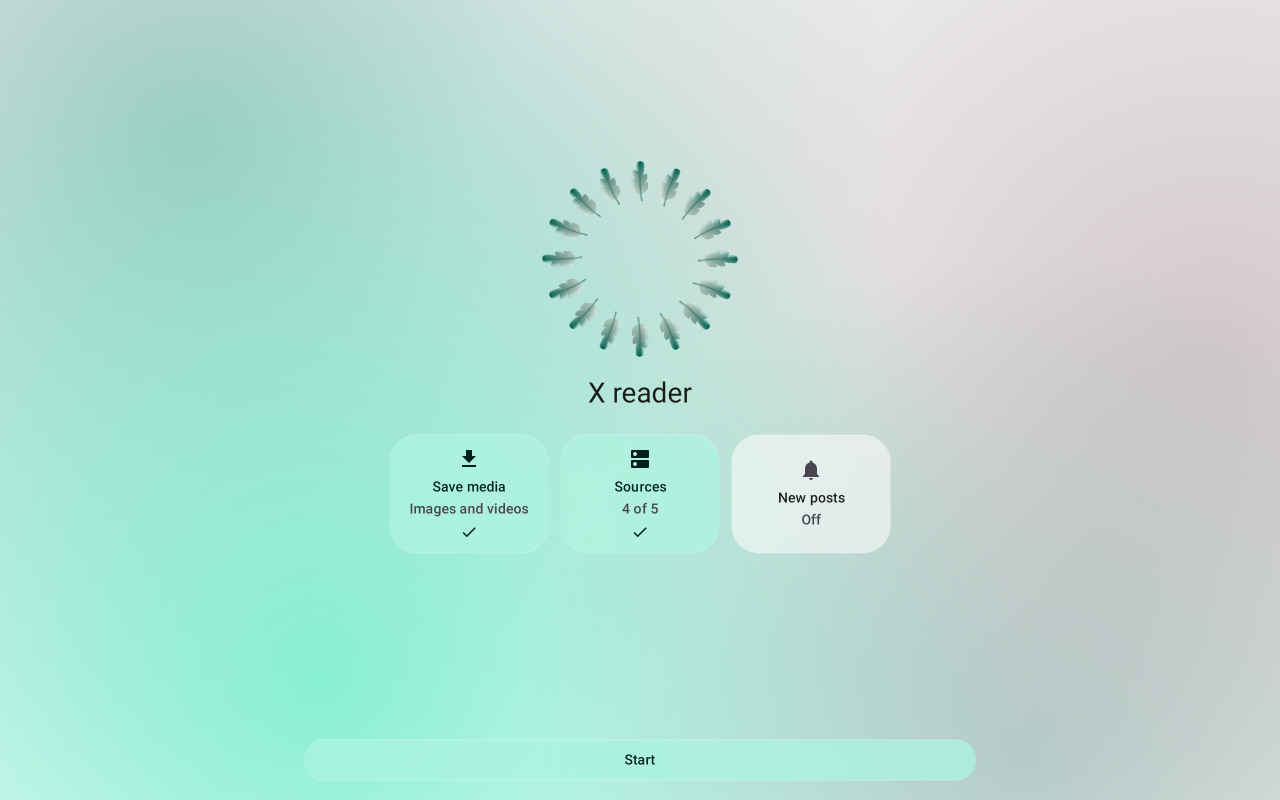 X reader
Save media
Images and videos
Sources
4 of 5
New posts
Off
Start